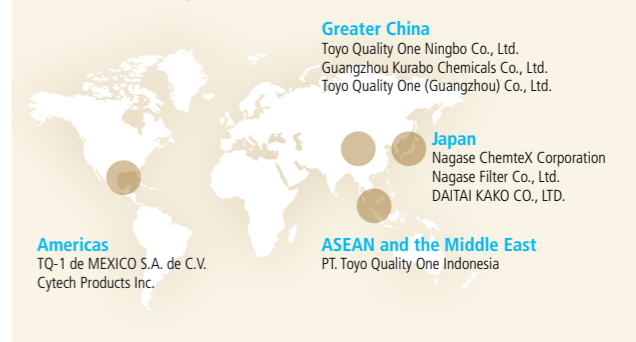 Greater China
Toyo Quality One Ningbo Co., Ltd.
Guangzhou Kurabo Chemicals Co., Ltd.
Toyo Quality One (Guangzhou) Co., Ltd.
Japan
Nagase ChemteX Corporation
Nagase Filter Co., Ltd.
DAITAI KAKO CO., LTD.
Americas
TQ-1 de MEXICO S.A. de C.V.
Cytech Products Inc.
ASEAN and the Middle East
PT. Toyo Quality One Indonesia